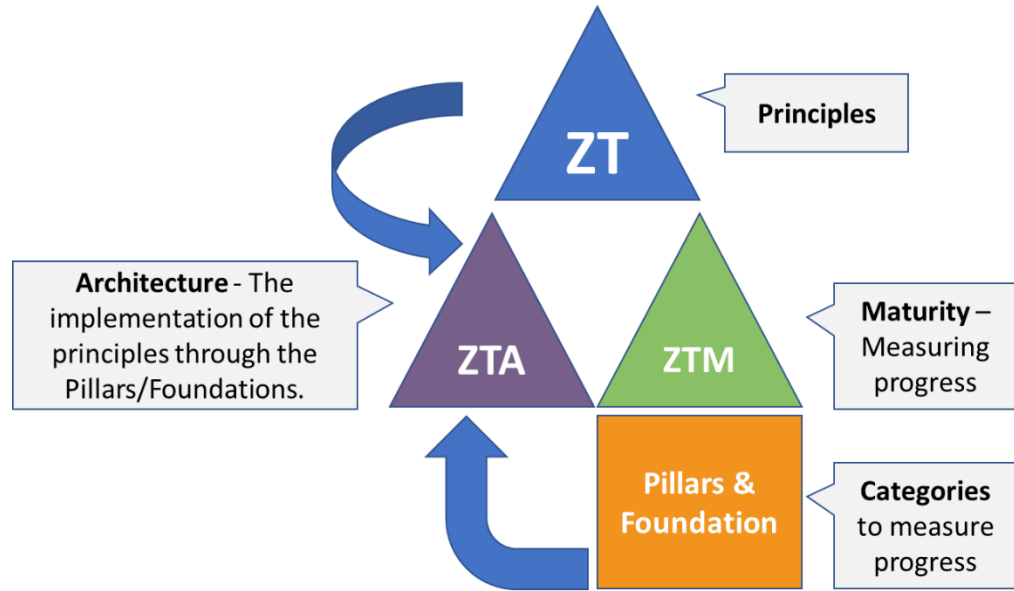 ZT
Principles
Architecture - The
implementation of the
principles through the
Pillars/Foundations.
ZTA
ZTM
Maturity –
Measuring
progress
Pillars &
Foundation
Categories
to measure
progress